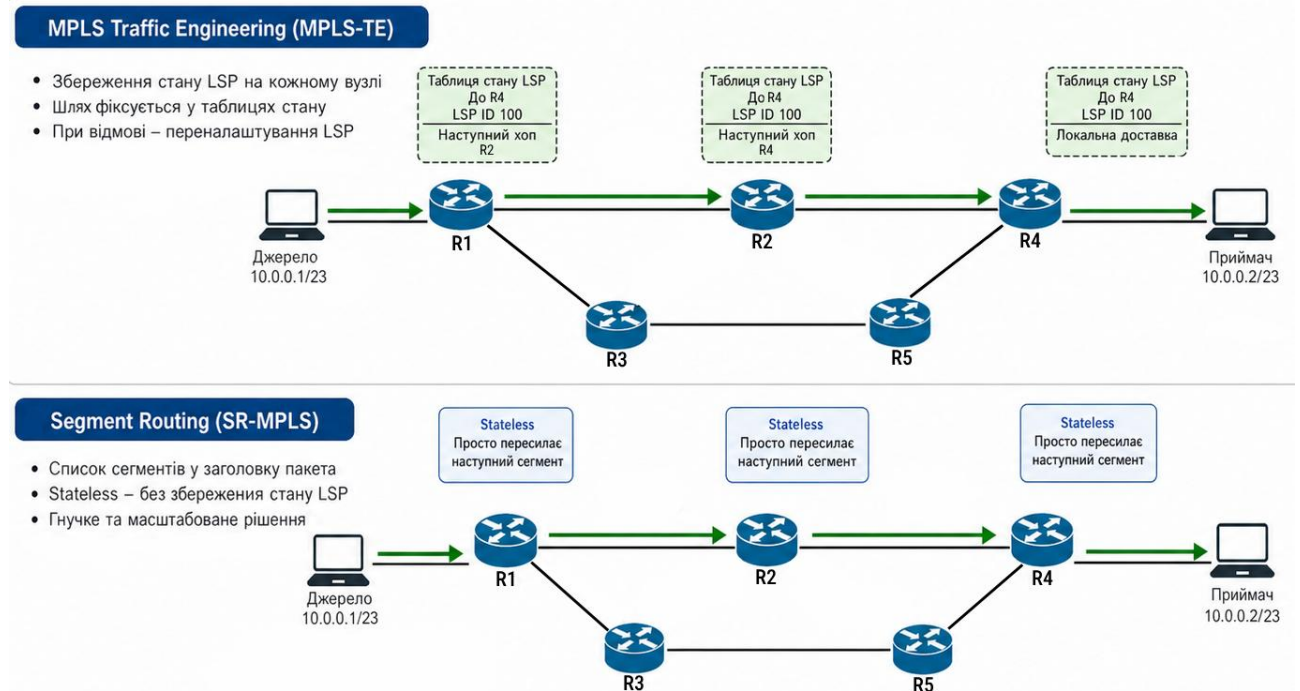 MPLS Traffic Engineering (MPLS-TE)
• Збереження стану LSP на кожному вузлі
• Шлях фіксується у таблицях стану
• При відмові – переналаштування LSP
Таблиця стану LSP
До R4
LSP ID 100
Наступний хоп
R2
Таблиця стану LSP
До R4
LSP ID 100
Наступний хоп
R4
Таблиця стану LSP
До R4
LSP ID 100
Локальна доставка
Джерело
10.0.0.1/23
R1
R2
R4
Приймач
10.0.0.2/23
R3
R5
Segment Routing (SR-MPLS)
• Список сегментів у заголовку пакета
• Stateless – без збереження стану LSP
• Гнучке та масштабоване рішення
Stateless
Просто пересилає
наступний сегмент
Stateless
Просто пересилає
наступний сегмент
Stateless
Просто пересилає
наступний сегмент
Джерело
10.0.0.1/23
R1
R2
R4
Приймач
10.0.0.2/23
R3
R5